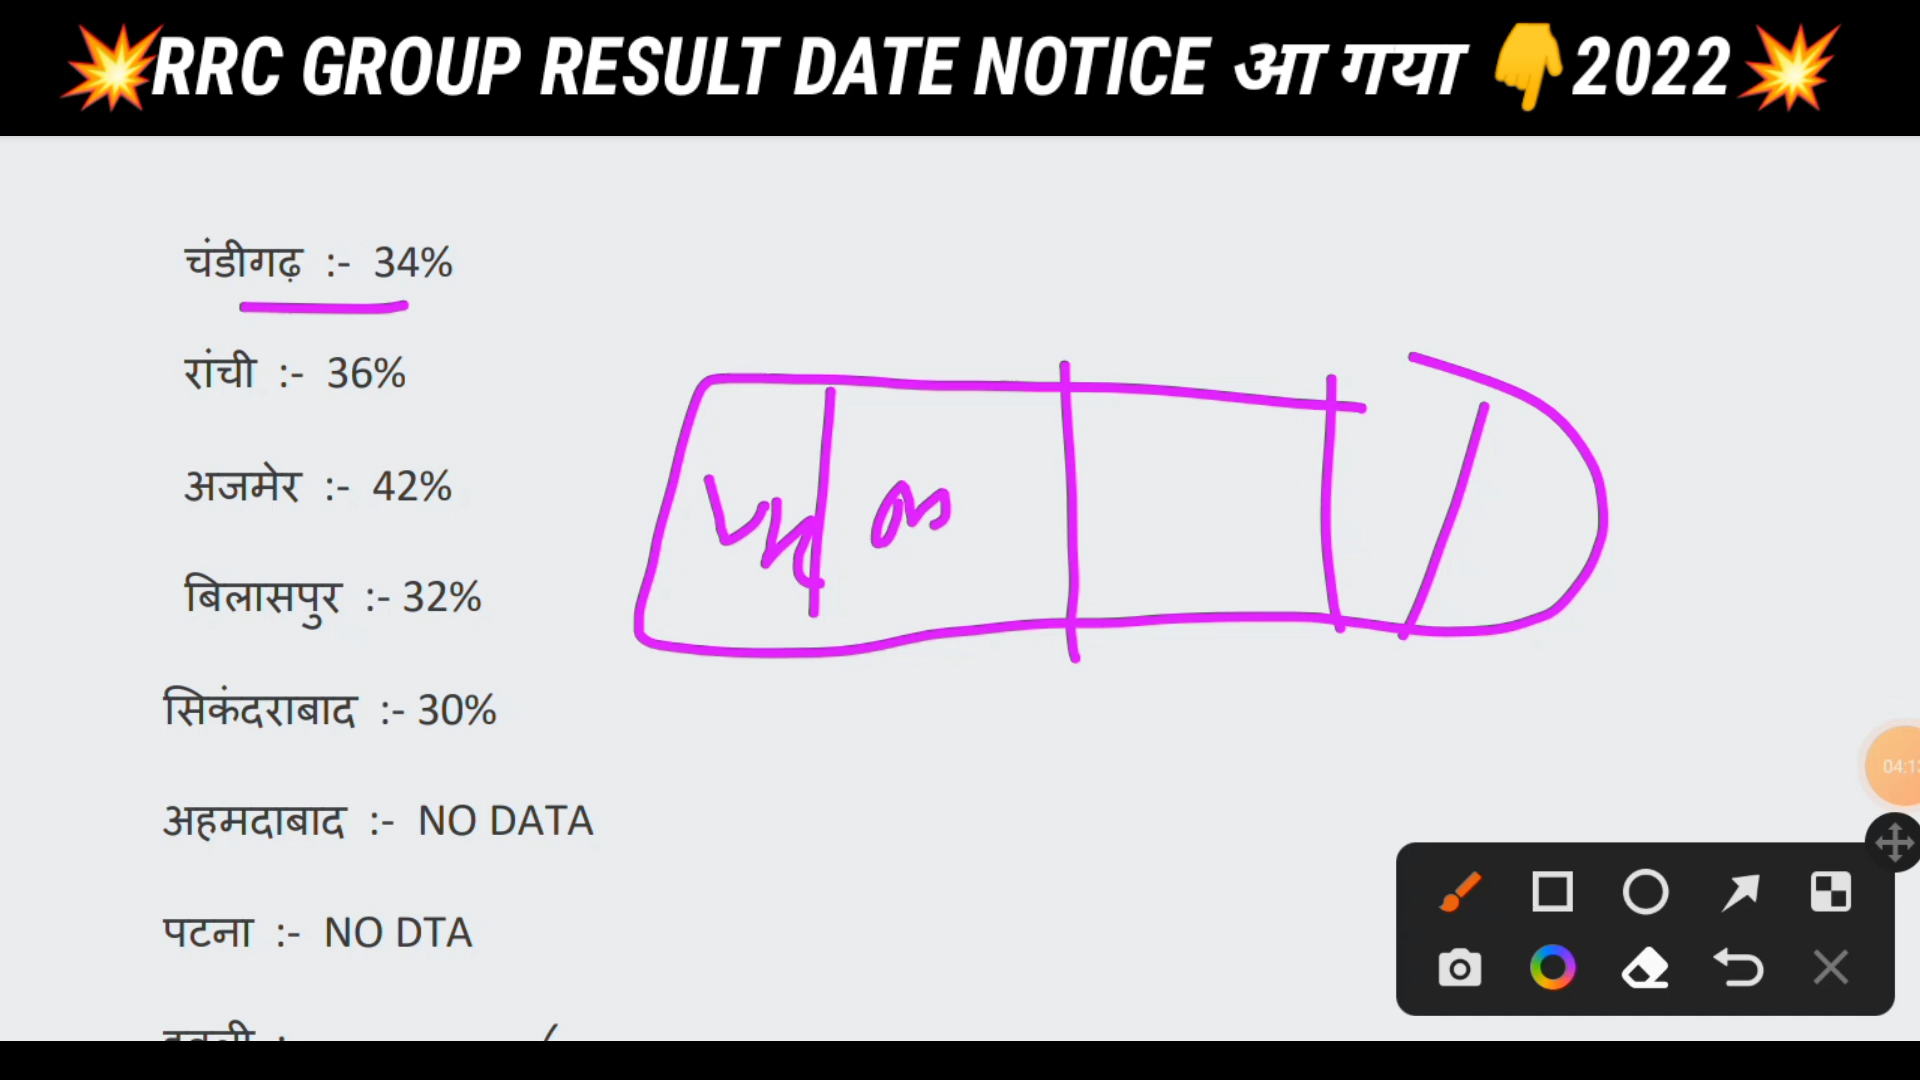 RRC GROUP RESULT DATE NOTICE आ गया 2022
चंडीगढ़ :- 34%
रांची :- 36%
अजमेर :- 42%
बिलासपुर :- 32%
सिकंदराबाद :- 30%
अहमदाबाद :- NO DATA
पटना :- NO DTA